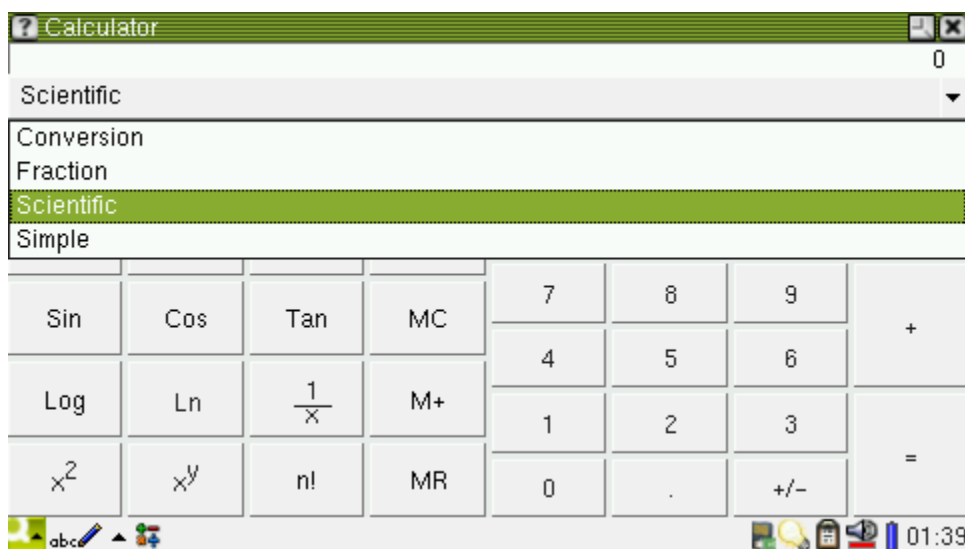 ? Calculator
0
Scientific
Conversion
Fraction
Scientific
Simple
7 8 9
Sin Cos Tan MC +
4 5 6
Log Ln 1/x M+
1 2 3
x² xʸ n! MR =
0 . +/−
abc 01:39